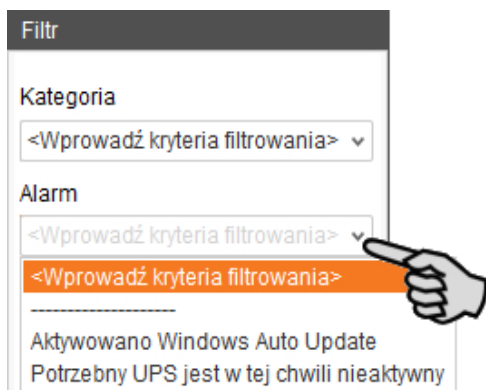 Filtr
Kategoria
<Wprowadź kryteria filtrowania>
Alarm
<Wprowadź kryteria filtrowania>
<Wprowadź kryteria filtrowania>
--------------------
Aktywowano Windows Auto Update
Potrzebny UPS jest w tej chwili nieaktywny